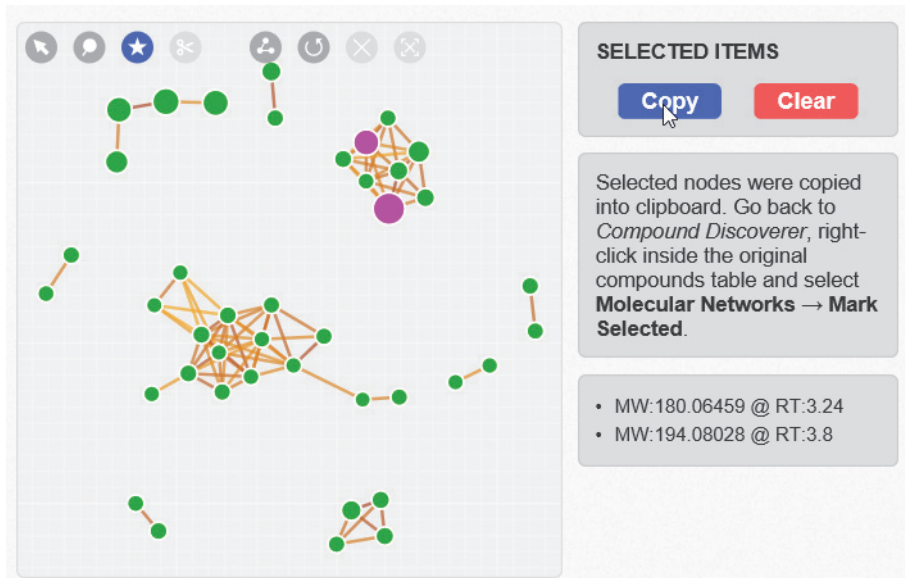 SELECTED ITEMS
Copy
Clear
Selected nodes were copied
into clipboard. Go back to
Compound Discoverer, right-
click inside the original
compounds table and select
Molecular Networks → Mark
Selected.
• MW:180.06459 @ RT:3.24
• MW:194.08028 @ RT:3.8